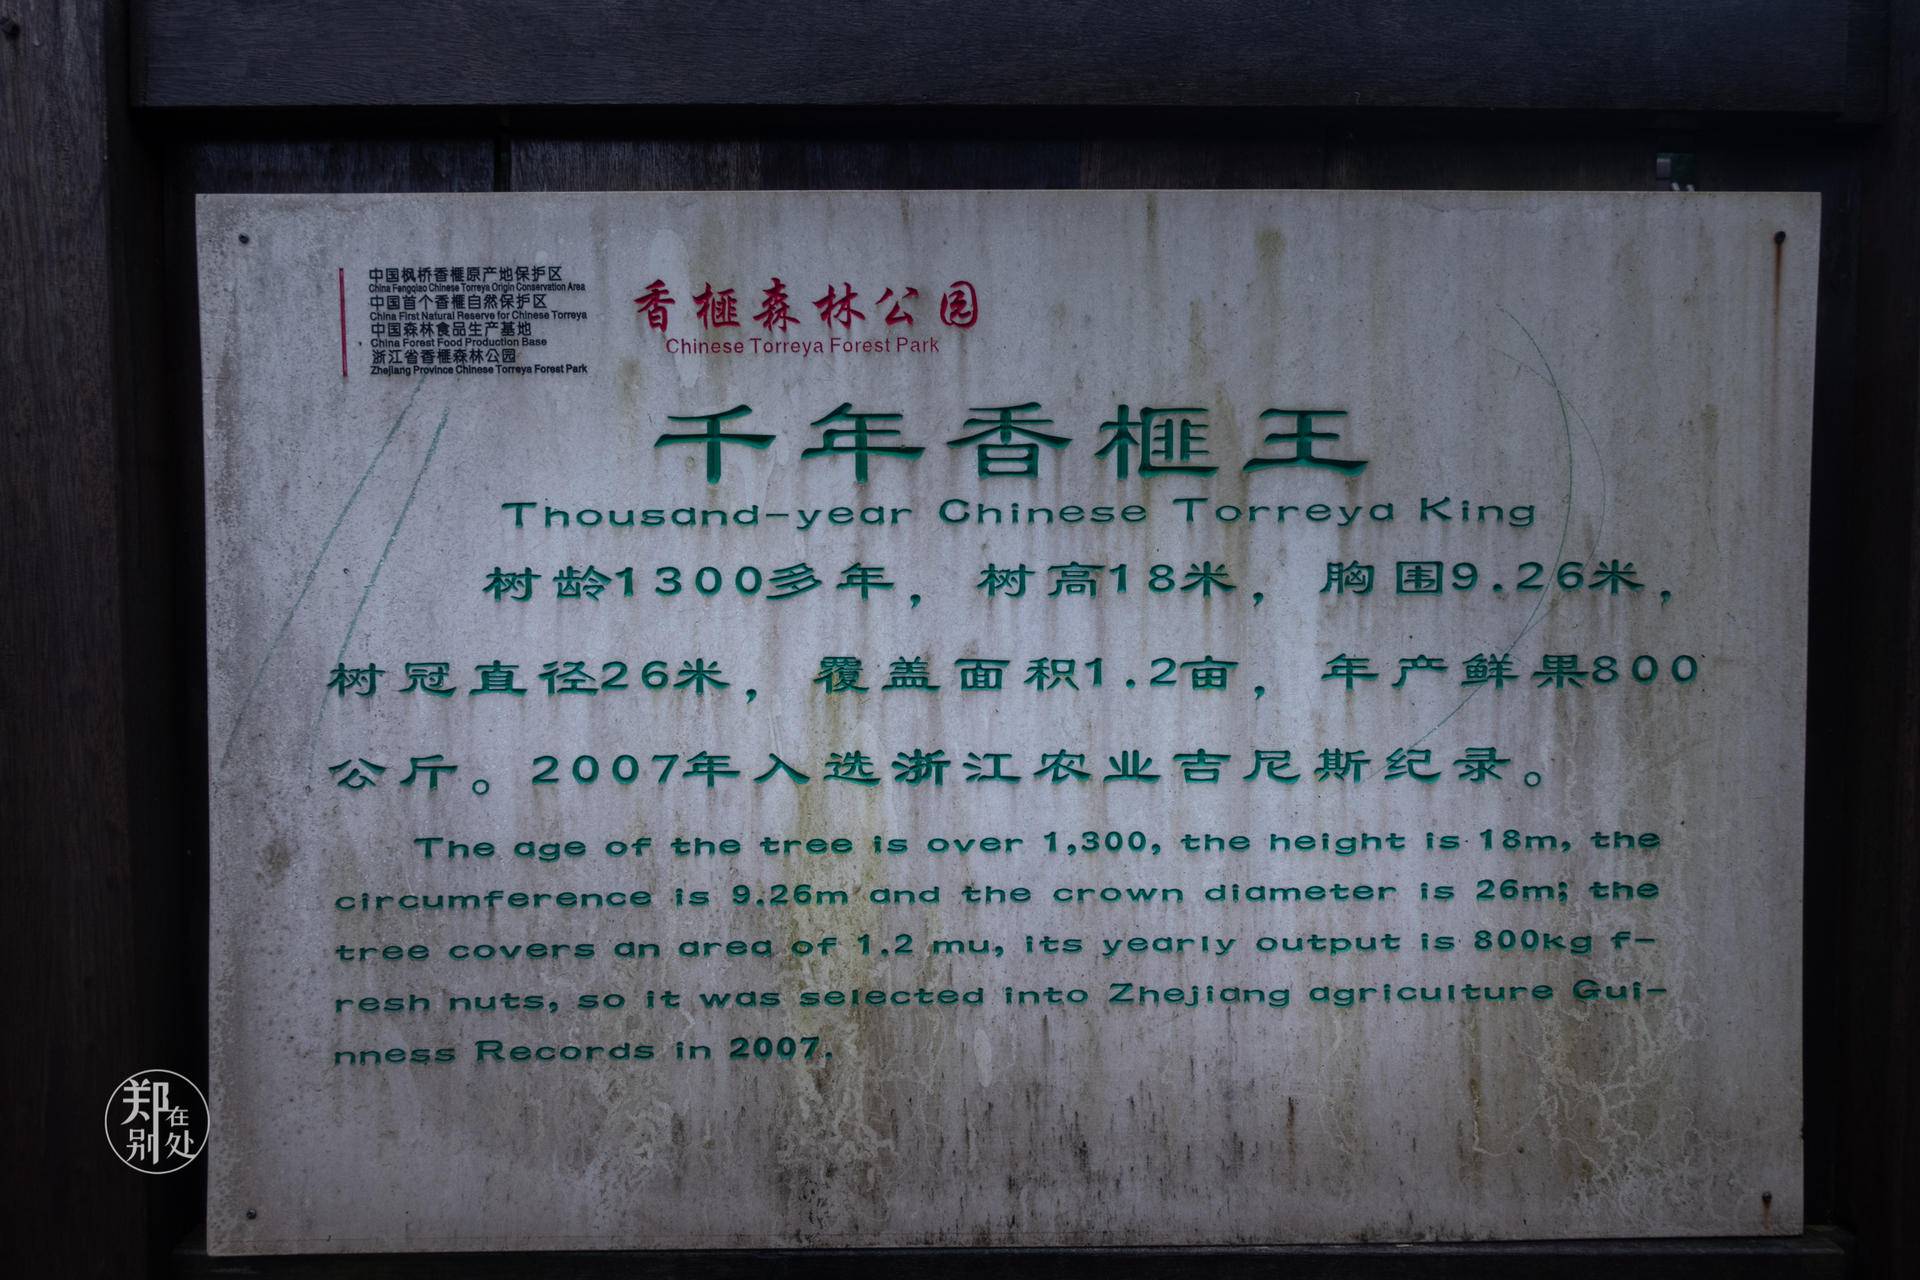 中国枫桥香榧原产地保护区
China Fengqiao Chinese Torreya Origin Conservation Area
中国首个香榧自然保护区
China First Natural Reserve for Chinese Torreya
中国森林食品生产基地
China Forest Food Production Base
浙江省香榧森林公园
Zhejiang Province Chinese Torreya Forest Park
香榧森林公园
Chinese Torreya Forest Park
千年香榧王
Thousand-year Chinese Torreya King
树龄1300多年，树高18米，胸围9.26米，
树冠直径26米，覆盖面积1.2亩，年产鲜果800
公斤。2007年入选浙江农业吉尼斯纪录。
The age of the tree is over 1,300, the height is 18m, the
circumference is 9.26m and the crown diameter is 26m; the
tree covers an area of 1.2 mu, its yearly output is 800kg f-
resh nuts, so it was selected into Zhejiang agriculture Gui-
nness Records in 2007.
郑在
别处